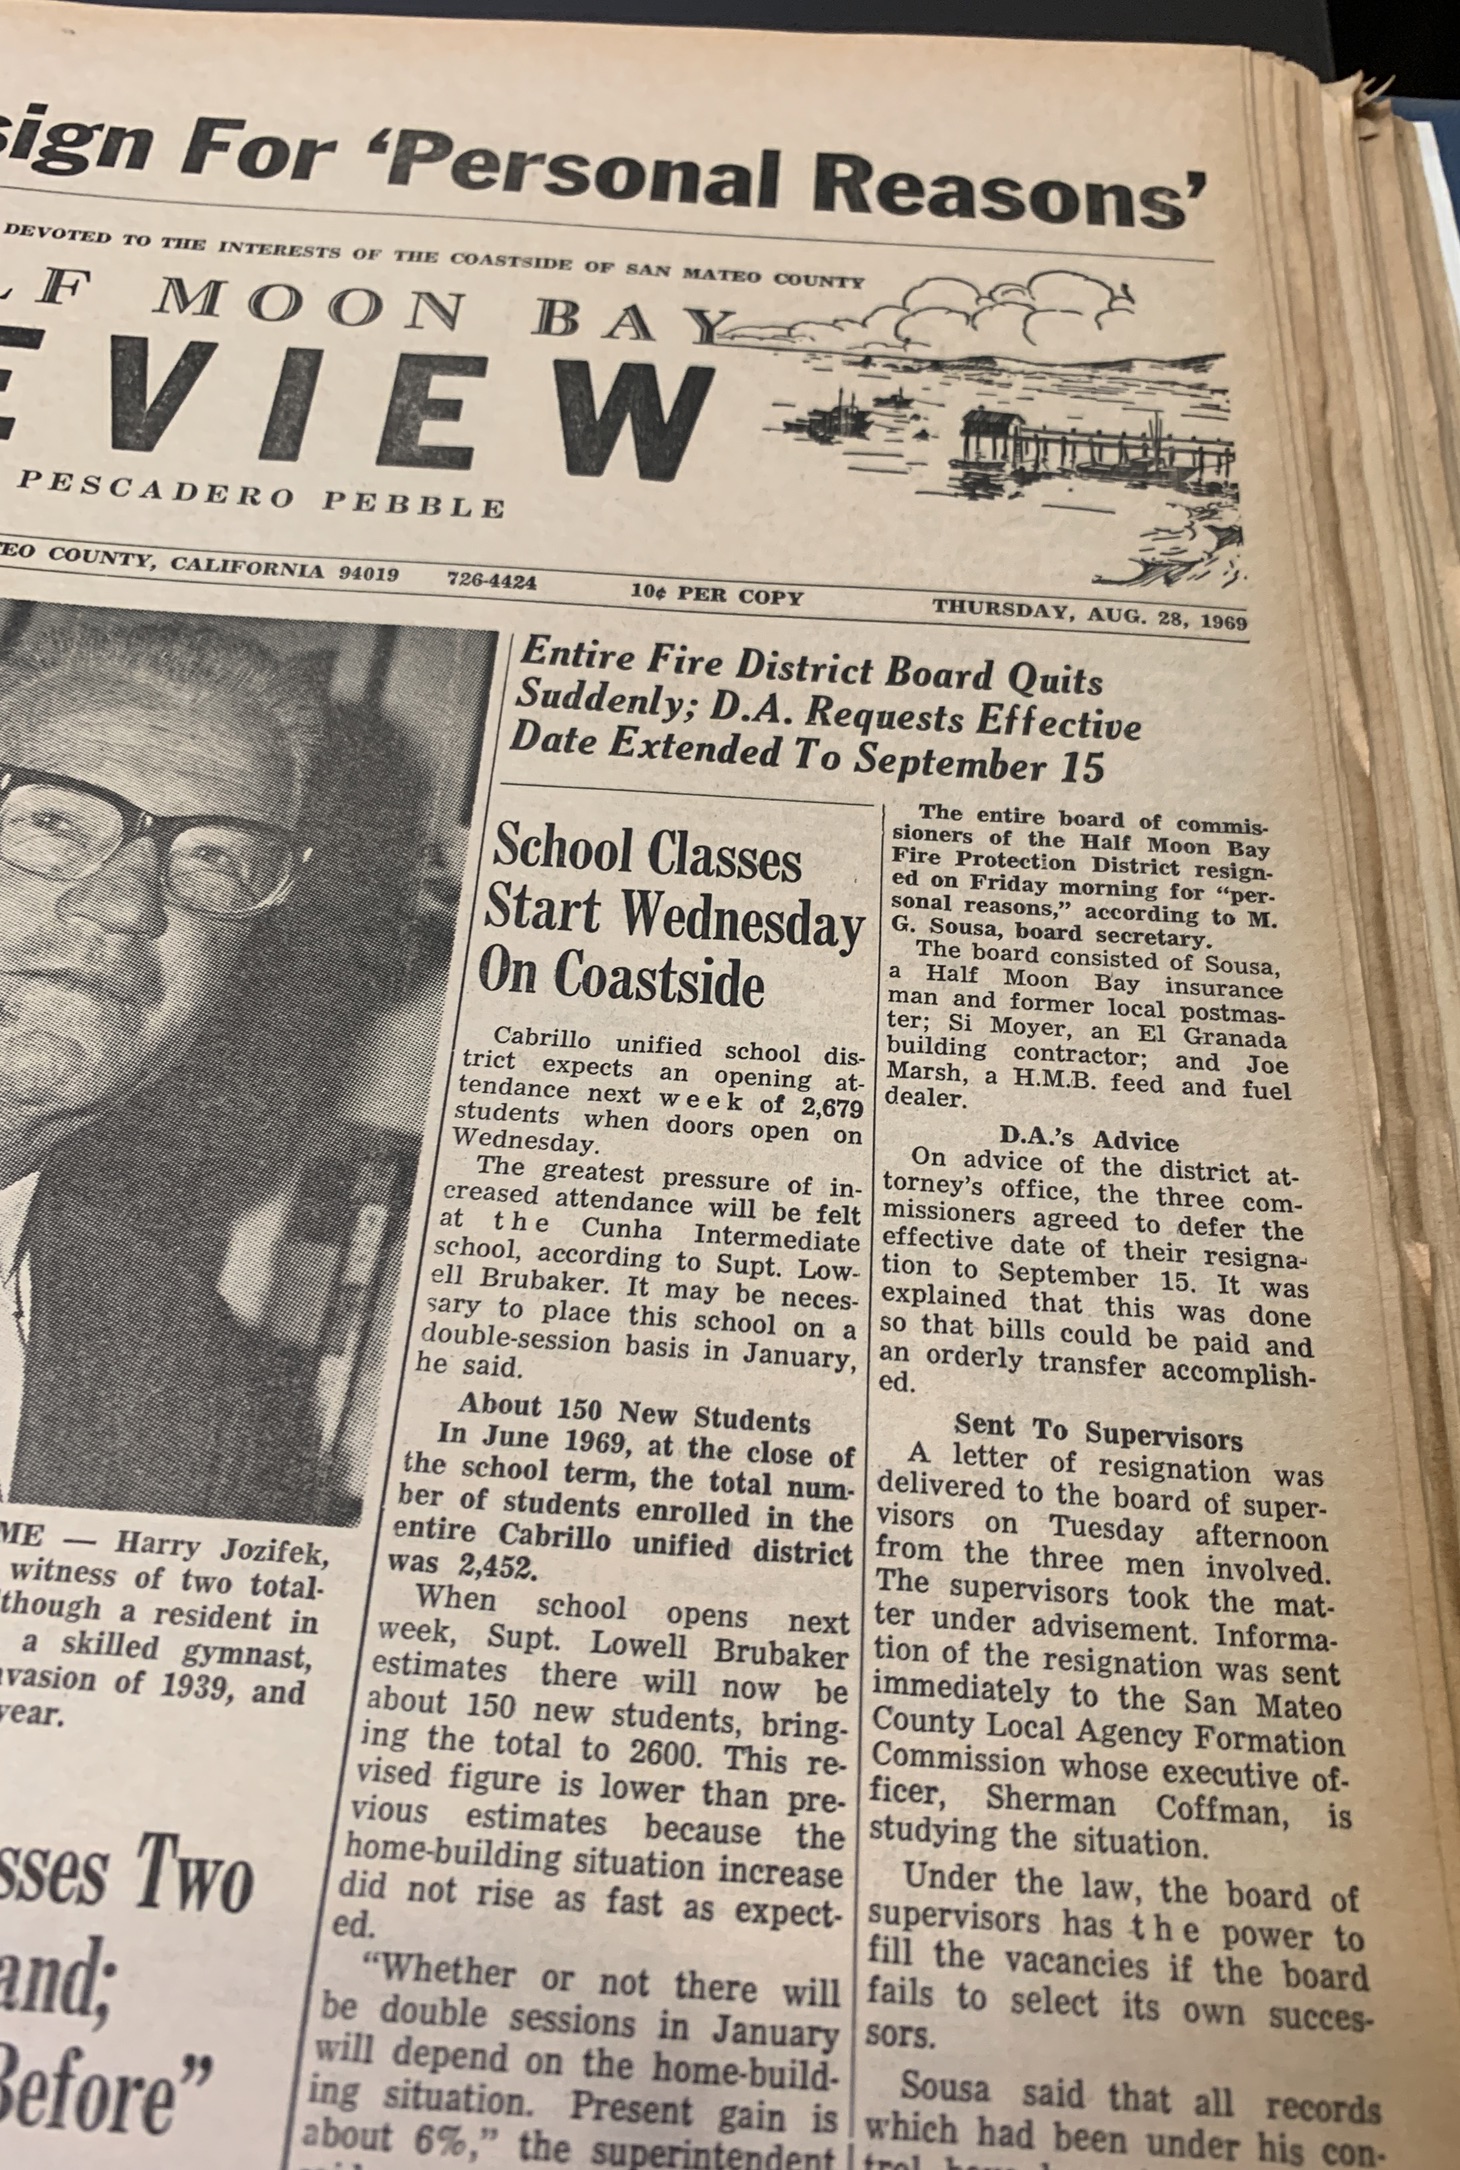 sign For ‘Personal Reasons’
DEVOTED TO THE INTERESTS OF THE COASTSIDE OF SAN MATEO COUNTY
LF MOON BAY
EVIEW
PESCADERO PEBBLE
EO COUNTY, CALIFORNIA 94019 726-4424 10¢ PER COPY THURSDAY, AUG. 28, 1969
Entire Fire District Board Quits
Suddenly; D.A. Requests Effective
Date Extended To September 15
School Classes
Start Wednesday
On Coastside
Cabrillo unified school dis-
trict expects an opening at-
tendance next week of 2,679
students when doors open on
Wednesday.
The greatest pressure of in-
creased attendance will be felt
at the Cunha Intermediate
school, according to Supt. Low-
ell Brubaker. It may be neces-
sary to place this school on a
double-session basis in January,
he said.
About 150 New Students
In June 1969, at the close of
the school term, the total num-
ber of students enrolled in the
entire Cabrillo unified district
was 2,452.
When school opens next
week, Supt. Lowell Brubaker
estimates there will now be
about 150 new students, bring-
ing the total to 2600. This re-
vised figure is lower than pre-
vious estimates because the
home-building situation increase
did not rise as fast as expect-
ed.
“Whether or not there will
be double sessions in January
will depend on the home-build-
ing situation. Present gain is
about 6%,” the superintendent
The entire board of commis-
sioners of the Half Moon Bay
Fire Protection District resign-
ed on Friday morning for “per-
sonal reasons,” according to M.
G. Sousa, board secretary.
The board consisted of Sousa,
a Half Moon Bay insurance
man and former local postmas-
ter; Si Moyer, an El Granada
building contractor; and Joe
Marsh, a H.M.B. feed and fuel
dealer.
D.A.’s Advice
On advice of the district at-
torney’s office, the three com-
missioners agreed to defer the
effective date of their resigna-
tion to September 15. It was
explained that this was done
so that bills could be paid and
an orderly transfer accomplish-
ed.
Sent To Supervisors
A letter of resignation was
delivered to the board of super-
visors on Tuesday afternoon
from the three men involved.
The supervisors took the mat-
ter under advisement. Informa-
tion of the resignation was sent
immediately to the San Mateo
County Local Agency Formation
Commission whose executive of-
ficer, Sherman Coffman, is
studying the situation.
Under the law, the board of
supervisors has the power to
fill the vacancies if the board
fails to select its own succes-
sors.
Sousa said that all records
which had been under his con-
ME — Harry Jozifek,
witness of two total-
though a resident in
a skilled gymnast,
vasion of 1939, and
year.
sses Two
and;
Before”